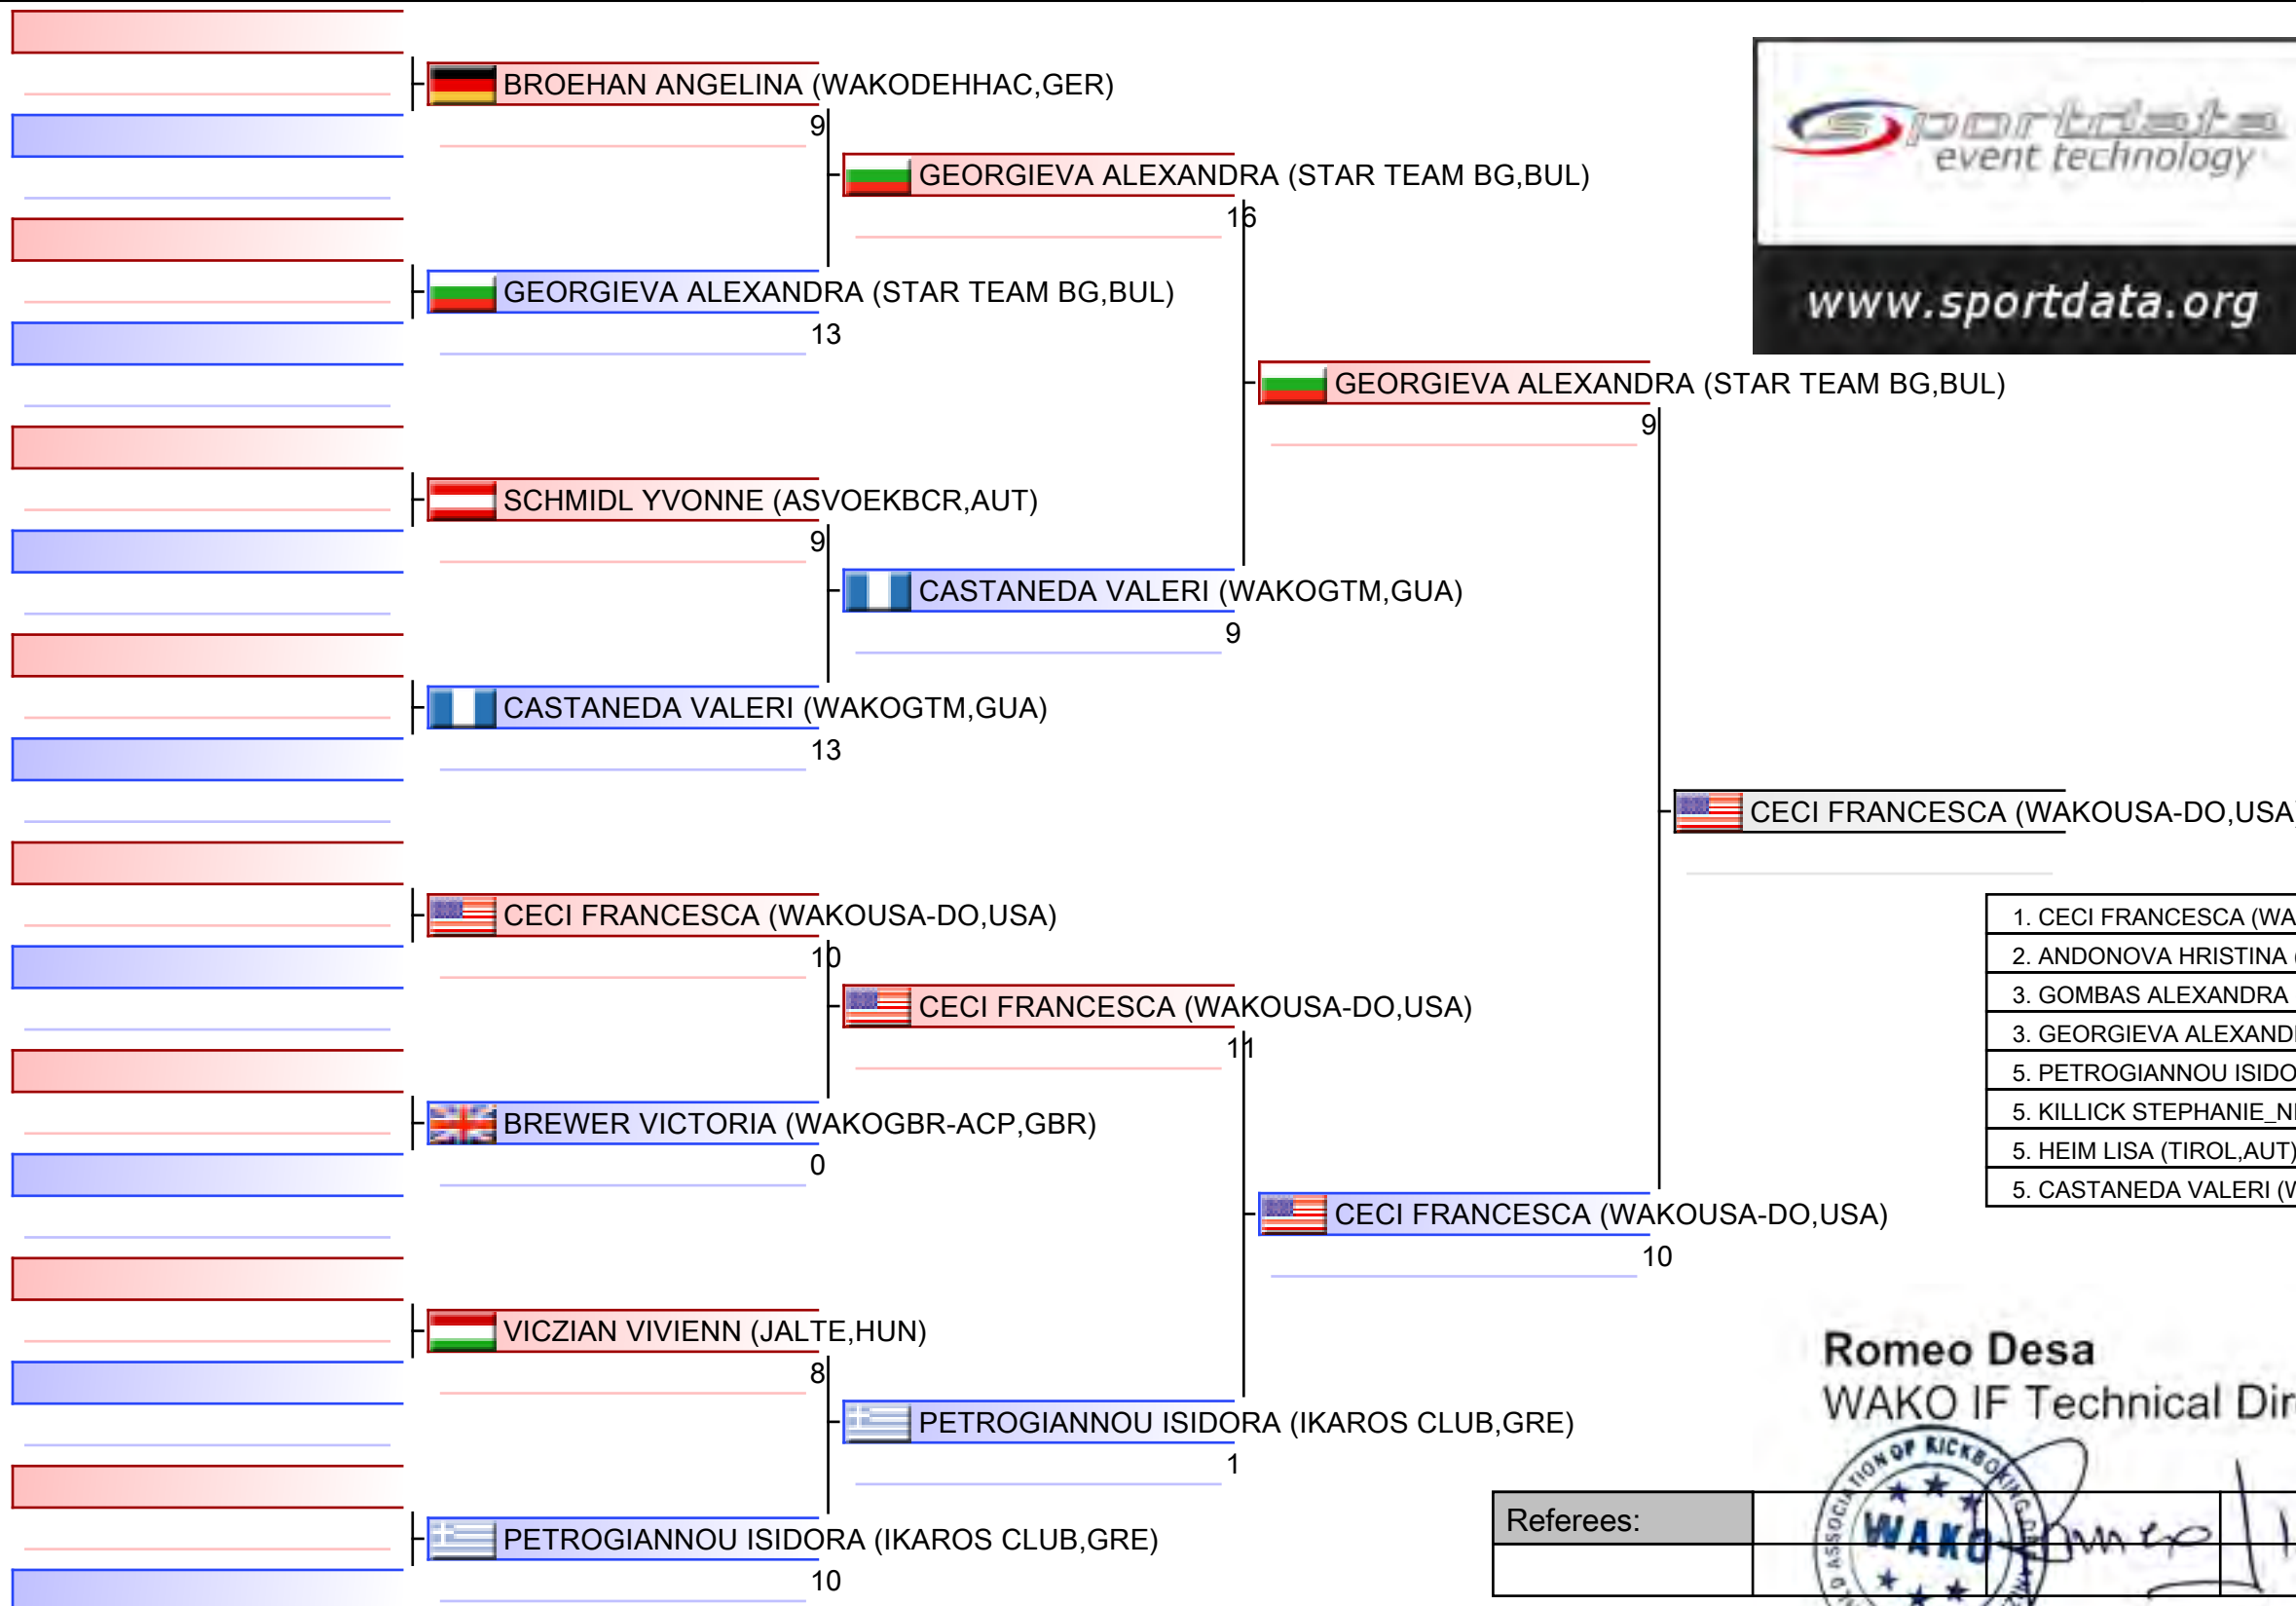 BROEHAN ANGELINA (WAKODEHHAC,GER)
9
GEORGIEVA ALEXANDRA (STAR TEAM BG,BUL)
13
SCHMIDL YVONNE (ASVOEKBCR,AUT)
9
CASTANEDA VALERI (WAKOGTM,GUA)
13
CECI FRANCESCA (WAKOUSA-DO,USA)
10
BREWER VICTORIA (WAKOGBR-ACP,GBR)
0
VICZIAN VIVIENN (JALTE,HUN)
8
PETROGIANNOU ISIDORA (IKAROS CLUB,GRE)
10
GEORGIEVA ALEXANDRA (STAR TEAM BG,BUL)
16
CASTANEDA VALERI (WAKOGTM,GUA)
9
CECI FRANCESCA (WAKOUSA-DO,USA)
11
PETROGIANNOU ISIDORA (IKAROS CLUB,GRE)
1
GEORGIEVA ALEXANDRA (STAR TEAM BG,BUL)
9
CECI FRANCESCA (WAKOUSA-DO,USA)
10
CECI FRANCESCA (WAKOUSA-DO,USA
sportdata
event technology
www.sportdata.org
1. CECI FRANCESCA (WA
2. ANDONOVA HRISTINA (
3. GOMBAS ALEXANDRA
3. GEORGIEVA ALEXAND
5. PETROGIANNOU ISIDO
5. KILLICK STEPHANIE_N
5. HEIM LISA (TIROL,AUT)
5. CASTANEDA VALERI (W
Romeo Desa
WAKO IF Technical Dir
ASSOCIATION OF KICKBOXING
WAKO
Referees: